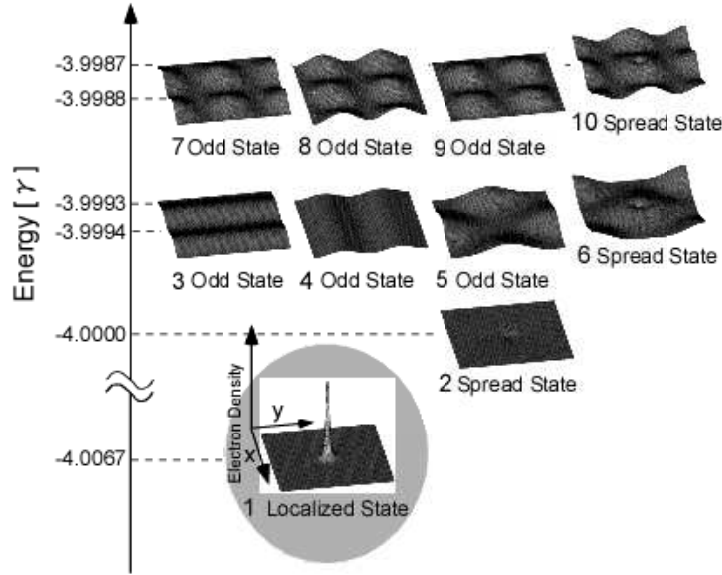 Energy [ γ ]
-3.9987
-3.9988
7 Odd State
8 Odd State
9 Odd State
10 Spread State
-3.9993
-3.9994
3 Odd State
4 Odd State
5 Odd State
6 Spread State
-4.0000
2 Spread State
Electron Density
y
x
-4.0067
1 Localized State